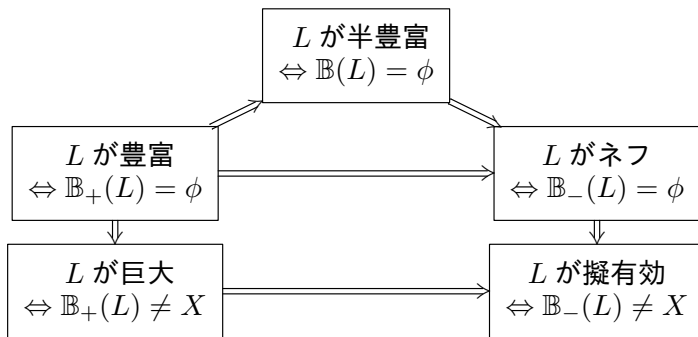 L が半豊富
⇔ 𝔹(L) = ϕ
L が豊富
⇔ 𝔹₊(L) = ϕ
L がネフ
⇔ 𝔹₋(L) = ϕ
L が巨大
⇔ 𝔹₊(L) ≠ X
L が擬有効
⇔ 𝔹₋(L) ≠ X